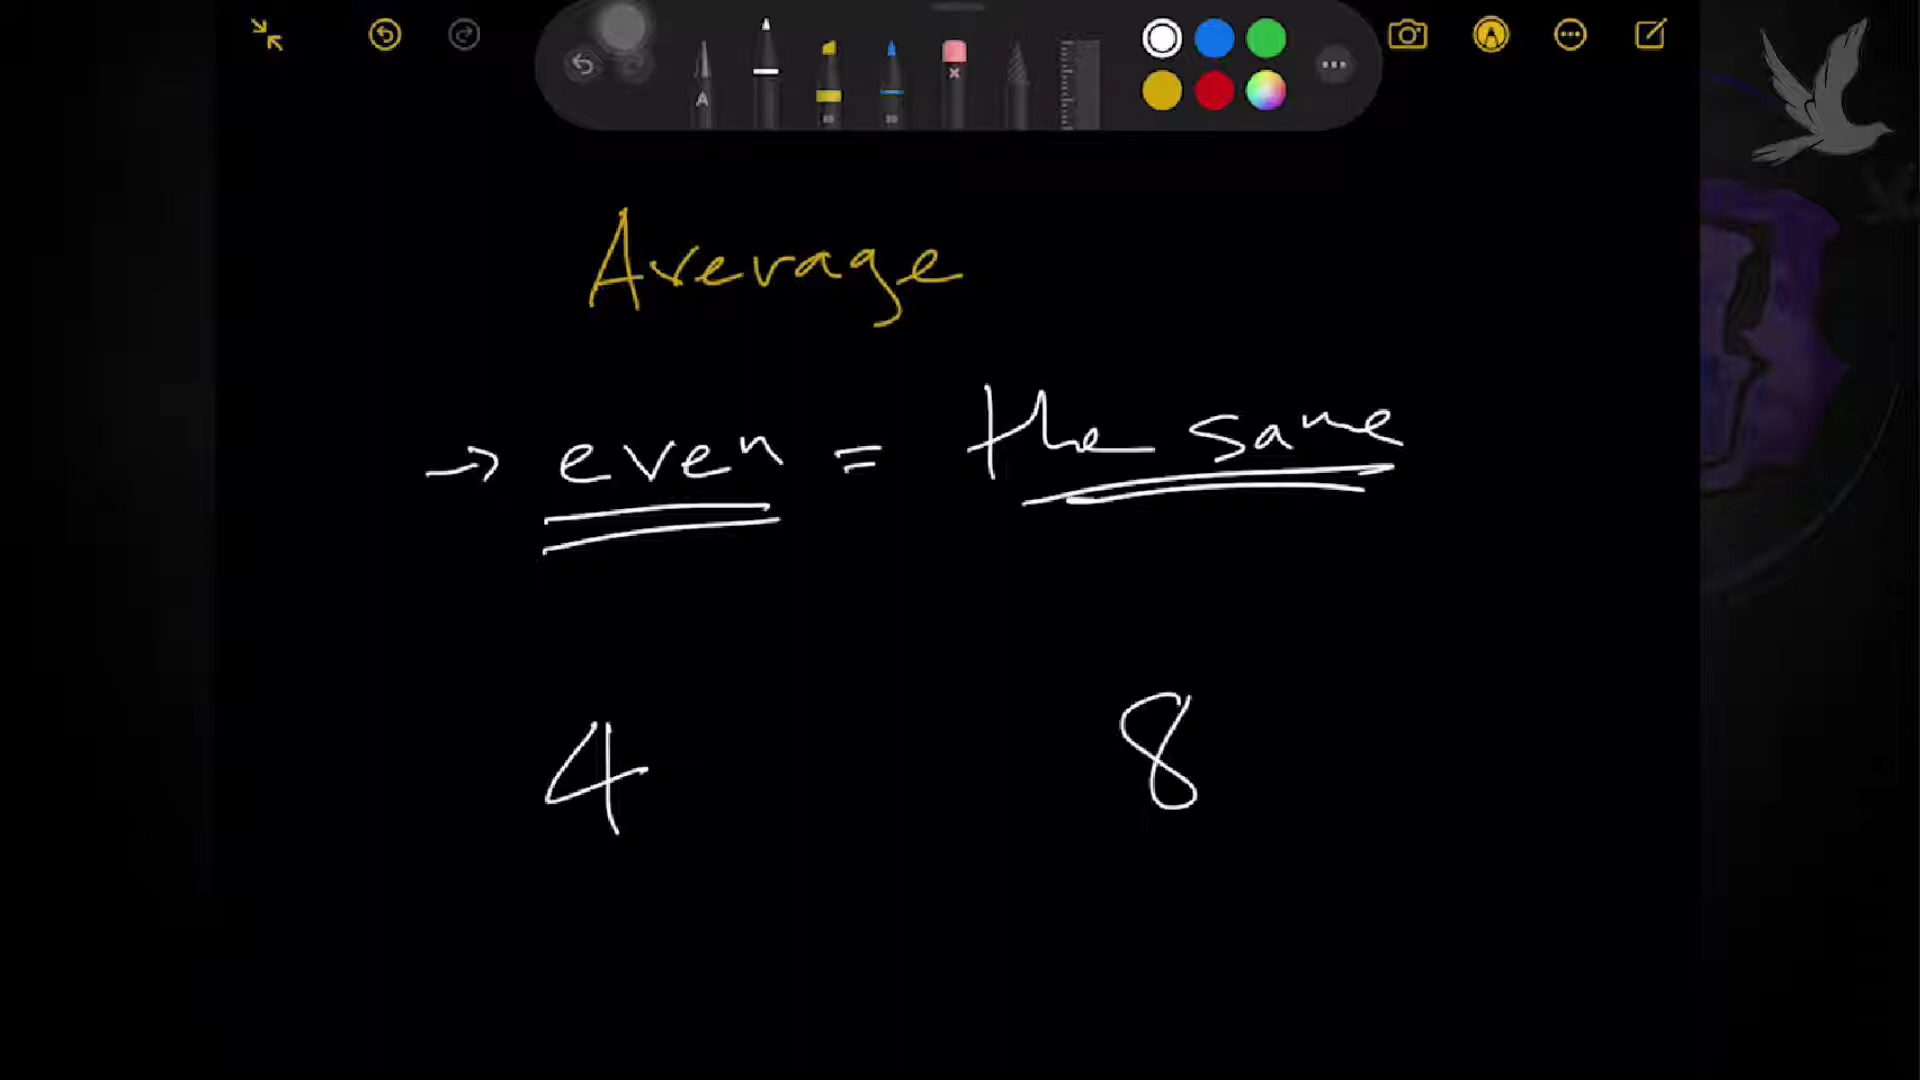 Average
→ even = the same
4 8